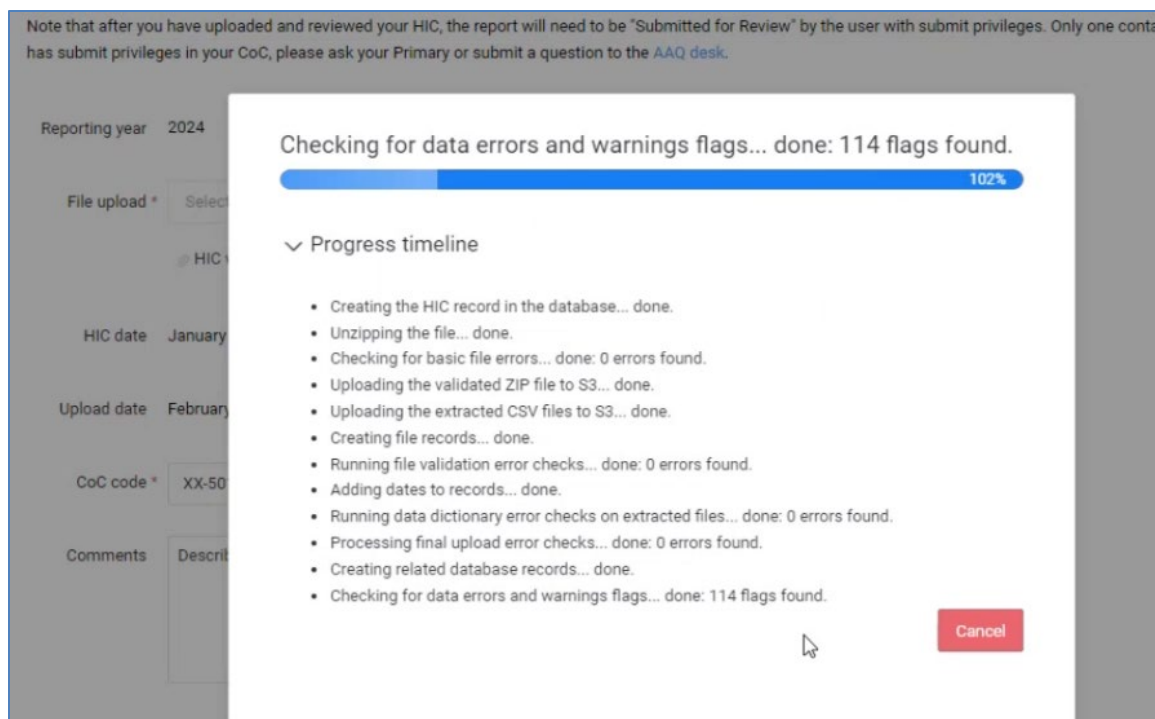 Note that after you have uploaded and reviewed your HIC, the report will need to be "Submitted for Review" by the user with submit privileges. Only one conta
has submit privileges in your CoC, please ask your Primary or submit a question to the AAQ desk.
Reporting year 2024
Checking for data errors and warnings flags... done: 114 flags found.
102%
File upload * Select
Progress timeline
HIC v
Creating the HIC record in the database... done.
Unzipping the file... done.
HIC date January
Checking for basic file errors... done: 0 errors found.
Uploading the validated ZIP file to S3... done.
Upload date February
Uploading the extracted CSV files to S3... done.
Creating file records... done.
Running file validation error checks... done: 0 errors found.
CoC code * XX-501
Adding dates to records... done.
Running data dictionary error checks on extracted files... done: 0 errors found.
Processing final upload error checks... done: 0 errors found.
Comments Describ
Creating related database records... done.
Checking for data errors and warnings flags... done: 114 flags found.
Cancel